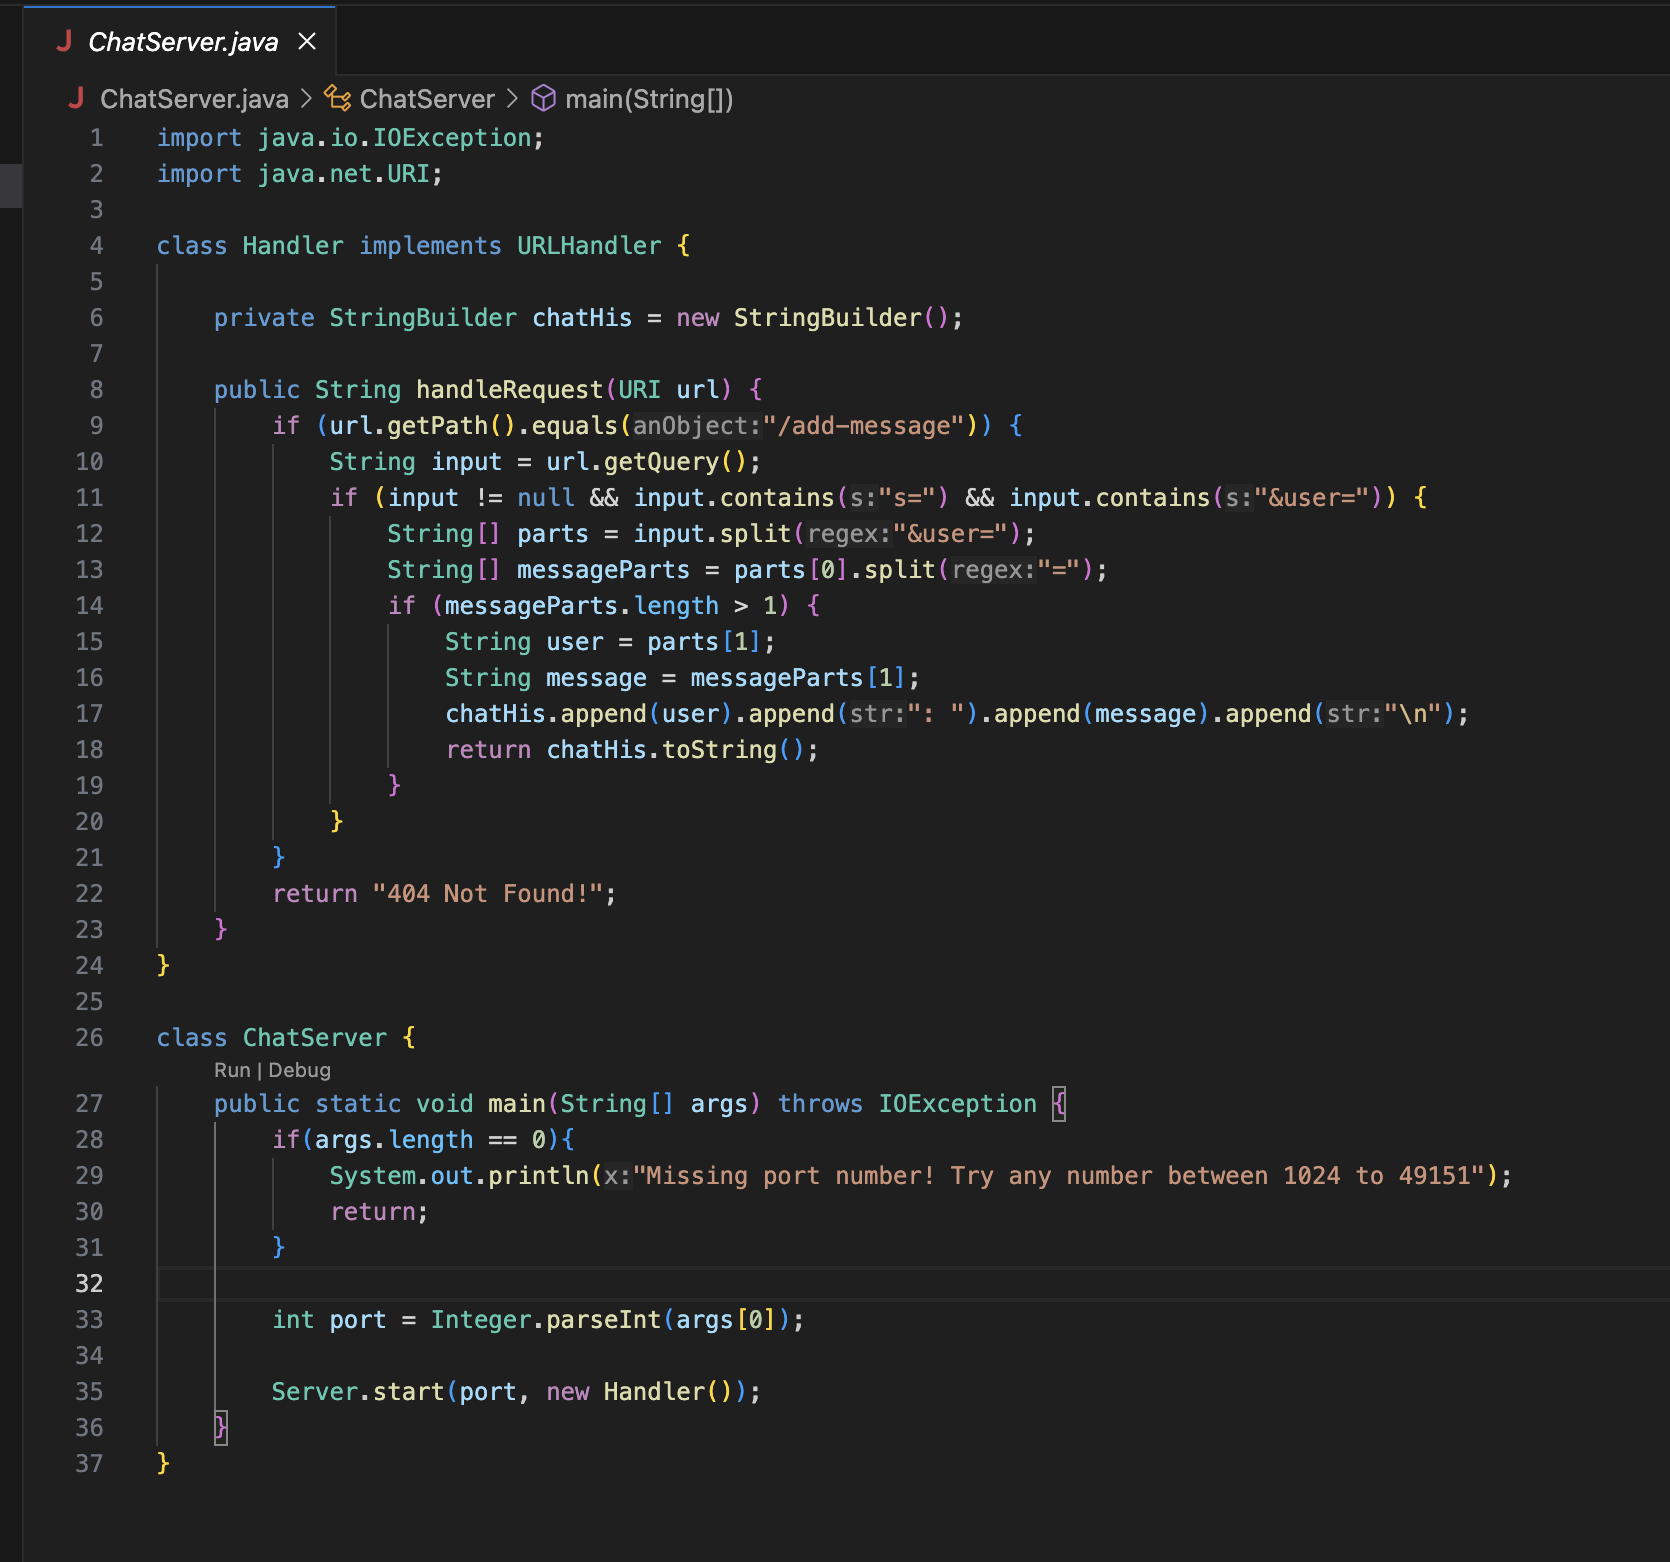 ChatServer.java
ChatServer.java > ChatServer > main(String[])
1 import java.io.IOException;
2 import java.net.URI;
3
4 class Handler implements URLHandler {
5
6     private StringBuilder chatHis = new StringBuilder();
7
8     public String handleRequest(URI url) {
9         if (url.getPath().equals(anObject:"/add-message")) {
10             String input = url.getQuery();
11             if (input != null && input.contains(s:"s=") && input.contains(s:"&user=")) {
12                 String[] parts = input.split(regex:"&user=");
13                 String[] messageParts = parts[0].split(regex:"=");
14                 if (messageParts.length > 1) {
15                     String user = parts[1];
16                     String message = messageParts[1];
17                     chatHis.append(user).append(str:": ").append(message).append(str:"\n");
18                     return chatHis.toString();
19                 }
20             }
21         }
22         return "404 Not Found!";
23     }
24 }
25
26 class ChatServer {
Run | Debug
27     public static void main(String[] args) throws IOException {
28         if(args.length == 0){
29             System.out.println(x:"Missing port number! Try any number between 1024 to 49151");
30             return;
31         }
32
33         int port = Integer.parseInt(args[0]);
34
35         Server.start(port, new Handler());
36     }
37 }